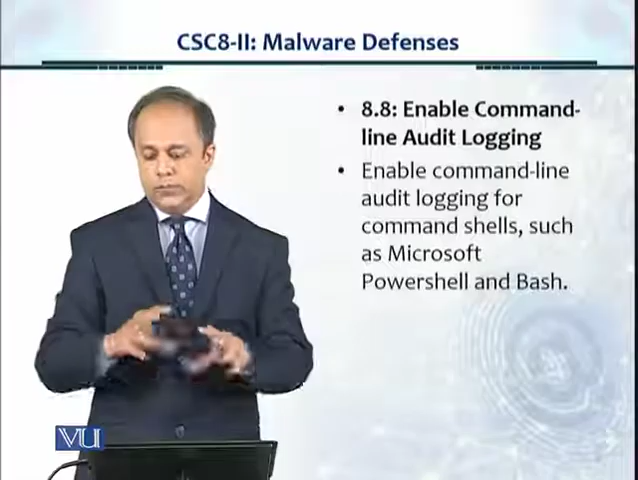 CSC8-II: Malware Defenses
• 8.8: Enable Command-
line Audit Logging
• Enable command-line
audit logging for
command shells, such
as Microsoft
Powershell and Bash.
VU